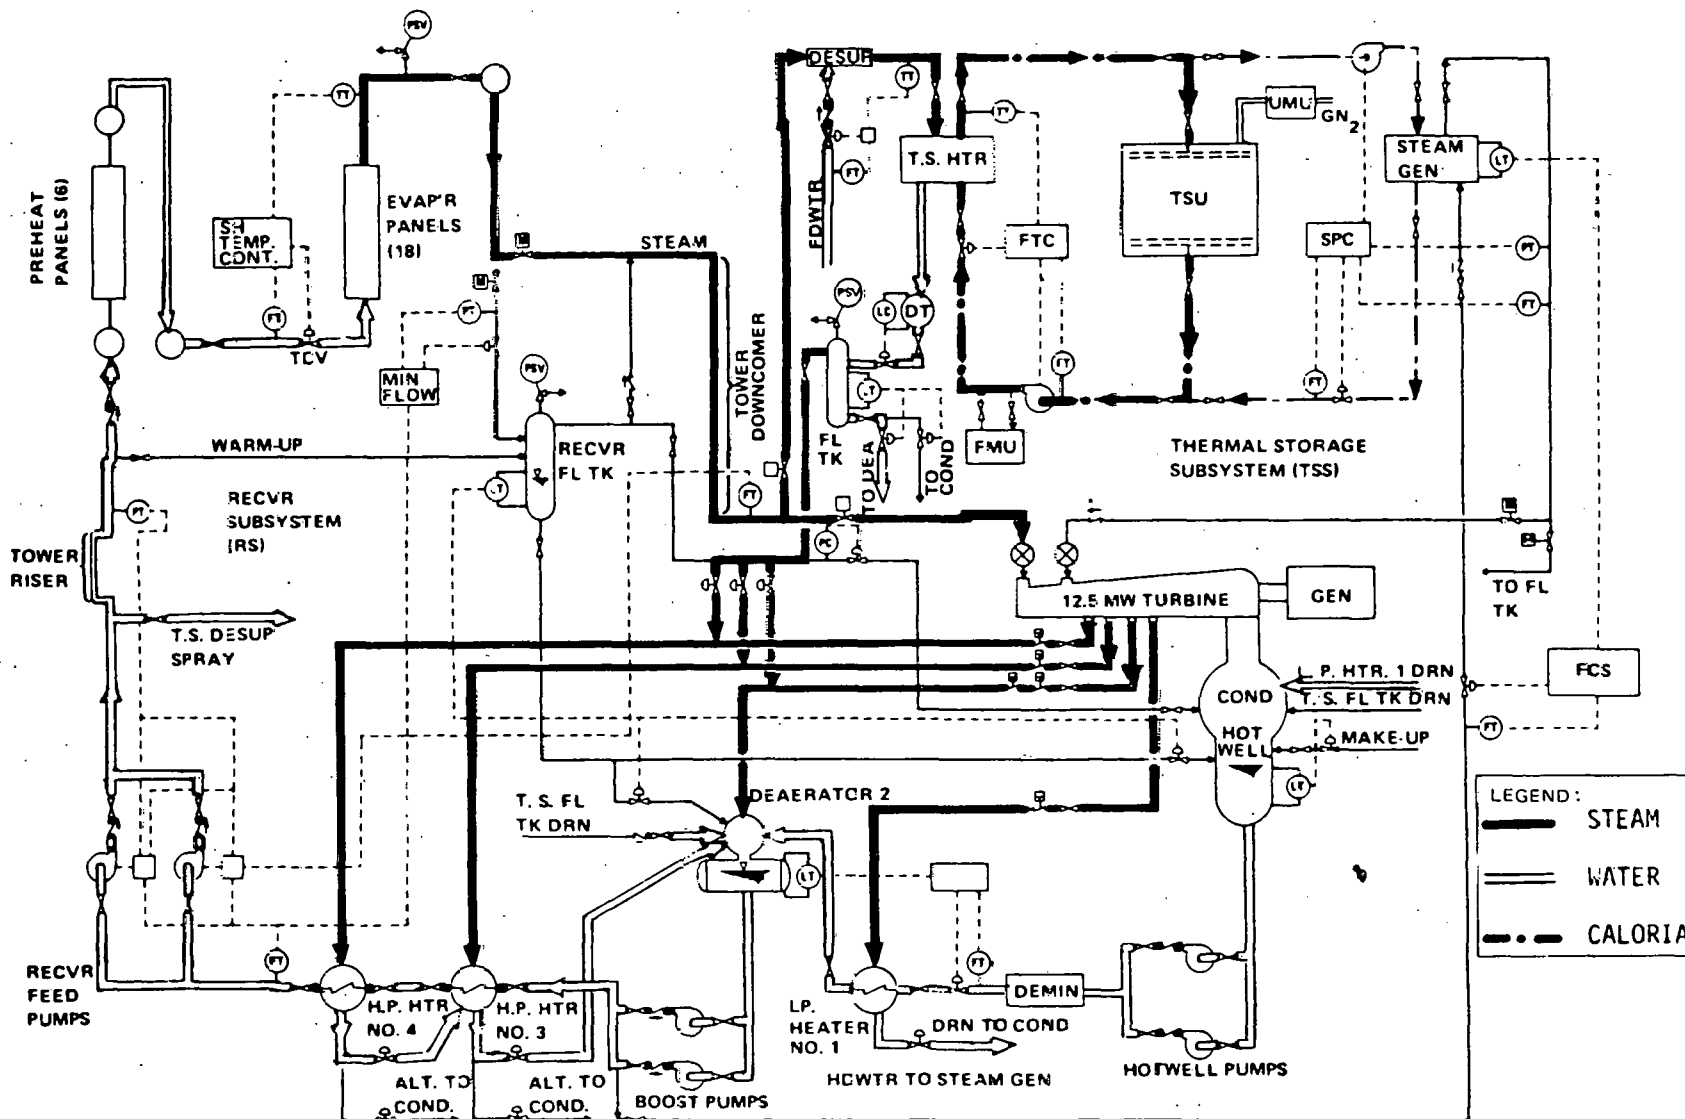 PSV
DESUP
TT
TT
TT
UMU
GN2
PREHEAT
PANELS (6)
EVAP'R
PANELS
(18)
SH
TEMP.
CONT.
FT
TCV
STEAM
FDWTR
FT
T.S. HTR
TSU
STEAM
GEN
LT
FTC
SPC
PT
FT
M
M
PT
MIN
FLOW
PSV
LC
DT
PSV
LT
FT
FT
TOWER
DOWNCOMER
FL
TK
TO DEA
TO
COND
FMU
THERMAL STORAGE
SUBSYSTEM (TSS)
WARM-UP
RECVR
FL TK
LT
RECVR
SUBSYSTEM
(RS)
PT
FT
PC
TOWER
RISER
T.S. DESUP
SPRAY
12.5 MW TURBINE
GEN
TO FL
TK
L.P. HTR. 1 DRN
T.S. FL TK DRN
COND
HOT
WELL
MAKE-UP
LT
FCS
FT
T. S. FL
TK DRN
DEAERATOR 2
LT
LEGEND:
STEAM
WATER
CALORIA
RECVR
FEED
PUMPS
FT
H.P. HTR
NO. 4
H.P. HTR
NO. 3
LP.
HEATER
NO. 1
FT
DEMIN
DRN TO COND
ALT. TO
COND.
ALT. TO
COND.
BOOST PUMPS
HDWTR TO STEAM GEN
HOTWELL PUMPS